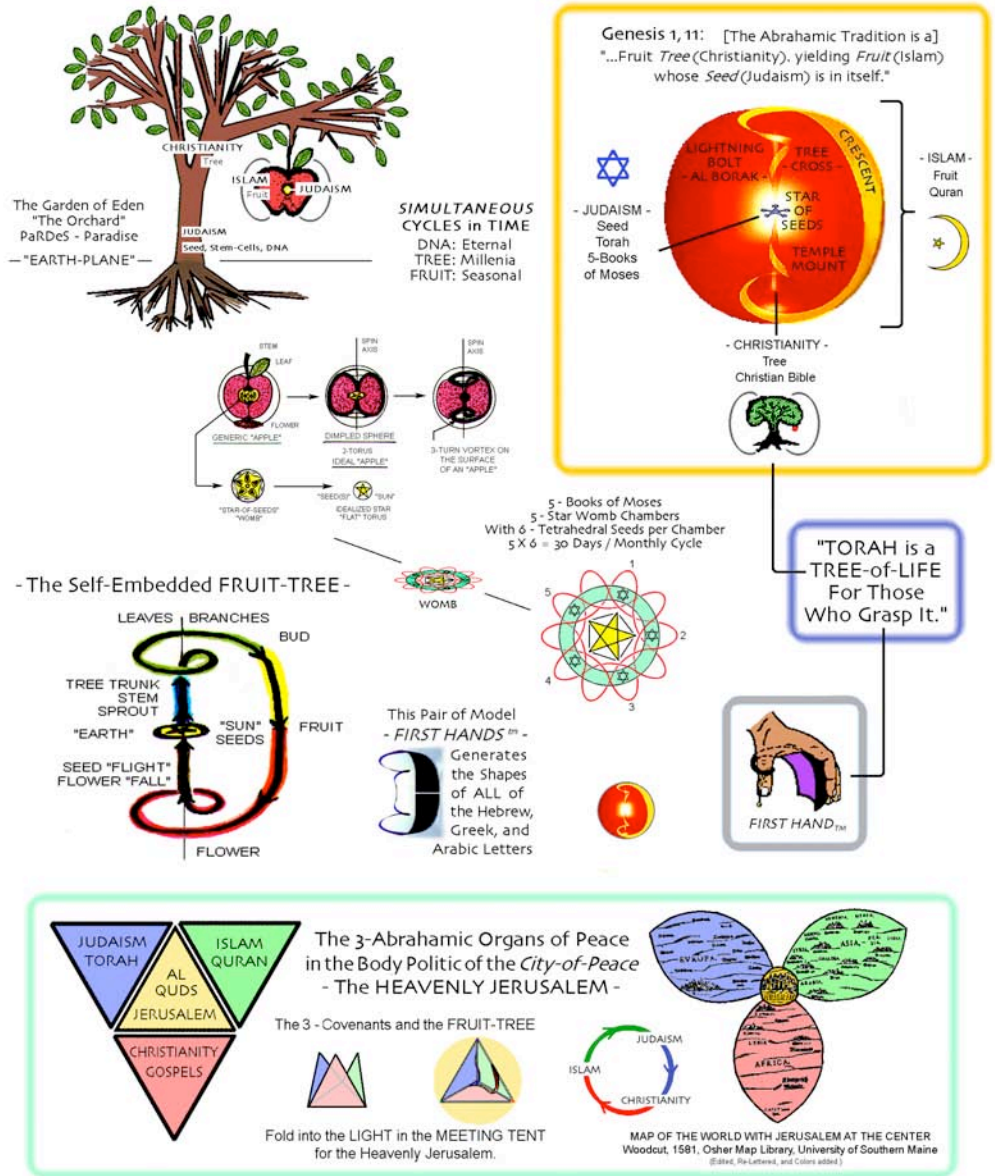 CHRISTIANITY
Tree
ISLAM
Fruit
JUDAISM
The Garden of Eden
"The Orchard"
PaRDeS - Paradise
— "EARTH-PLANE" —
JUDAISM
Seed, Stem-Cells, DNA
SIMULTANEOUS
CYCLES in TIME
DNA: Eternal
TREE: Millenia
FRUIT: Seasonal
Genesis 1, 11: [The Abrahamic Tradition is a]
"...Fruit Tree (Christianity). yielding Fruit (Islam)
whose Seed (Judaism) is in itself."
LIGHTNING
BOLT
- AL BORAK -
TREE
- CROSS -
CRESCENT
STAR
OF
SEEDS
TEMPLE
MOUNT
- JUDAISM -
Seed
Torah
5-Books
of Moses
- ISLAM -
Fruit
Quran
- CHRISTIANITY -
Tree
Christian Bible
STEM
LEAF
FLOWER
GENERIC "APPLE"
SPIN
AXIS
DIMPLED SPHERE
2-TORUS
IDEAL "APPLE"
SPIN
AXIS
3-TURN VORTEX ON
THE SURFACE
OF AN "APPLE"
"STAR-OF-SEEDS"
"WOMB"
"SEED(S)"
"SUN"
IDEALIZED STAR
"FLAT" TORUS
5 - Books of Moses
5 - Star Womb Chambers
With 6 - Tetrahedral Seeds per Chamber
5 X 6 = 30 Days / Monthly Cycle
WOMB
1
2
3
4
5
"TORAH is a
TREE-of-LIFE
For Those
Who Grasp It."
- The Self-Embedded FRUIT-TREE -
LEAVES
BRANCHES
BUD
TREE TRUNK
STEM
SPROUT
"EARTH"
"SUN"
SEEDS
FRUIT
SEED "FLIGHT"
FLOWER "FALL"
FLOWER
This Pair of Model
- FIRST HANDS ™ -
Generates
the Shapes
of ALL of
the Hebrew,
Greek, and
Arabic Letters
FIRST HAND TM
JUDAISM
TORAH
ISLAM
QURAN
AL
QUDS
JERUSALEM
CHRISTIANITY
GOSPELS
The 3-Abrahamic Organs of Peace
in the Body Politic of the City-of-Peace
- The HEAVENLY JERUSALEM -
The 3 - Covenants and the FRUIT-TREE
Fold into the LIGHT in the MEETING TENT
for the Heavenly Jerusalem.
JUDAISM
ISLAM
CHRISTIANITY
EVROPA
ASIA
AFRICA
MAP OF THE WORLD WITH JERUSALEM AT THE CENTER
Woodcut, 1581, Osher Map Library, University of Southern Maine
(Edited, Re-Lettered, and Colors added.)